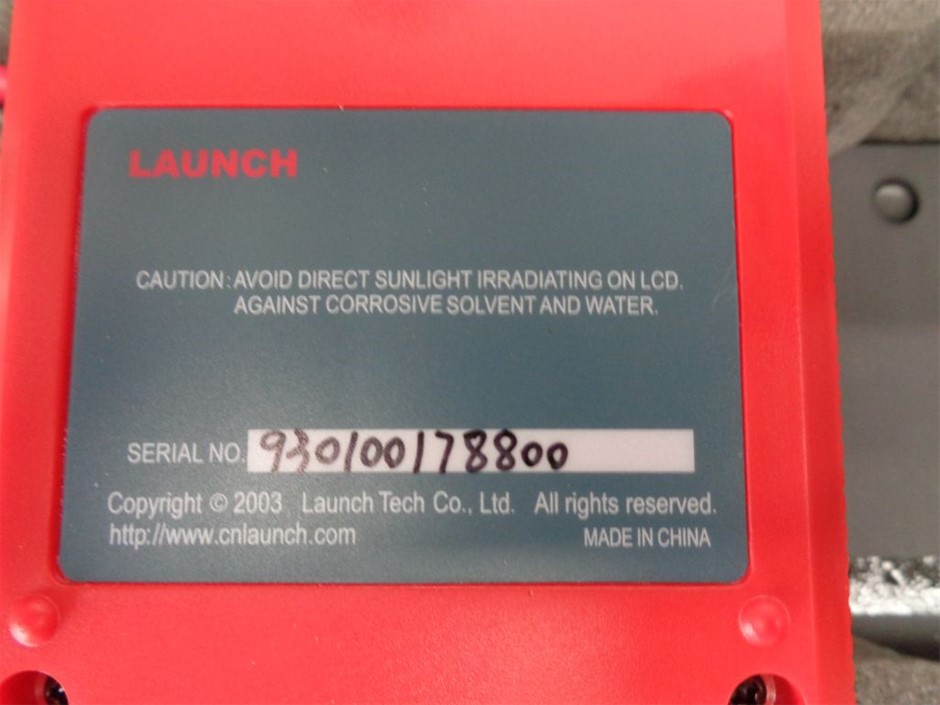 LAUNCH
CAUTION: AVOID DIRECT SUNLIGHT IRRADIATING ON LCD.
AGAINST CORROSIVE SOLVENT AND WATER.
SERIAL NO. 930100178800
Copyright © 2003 Launch Tech Co., Ltd. All rights reserved.
http://www.cnlaunch.com MADE IN CHINA